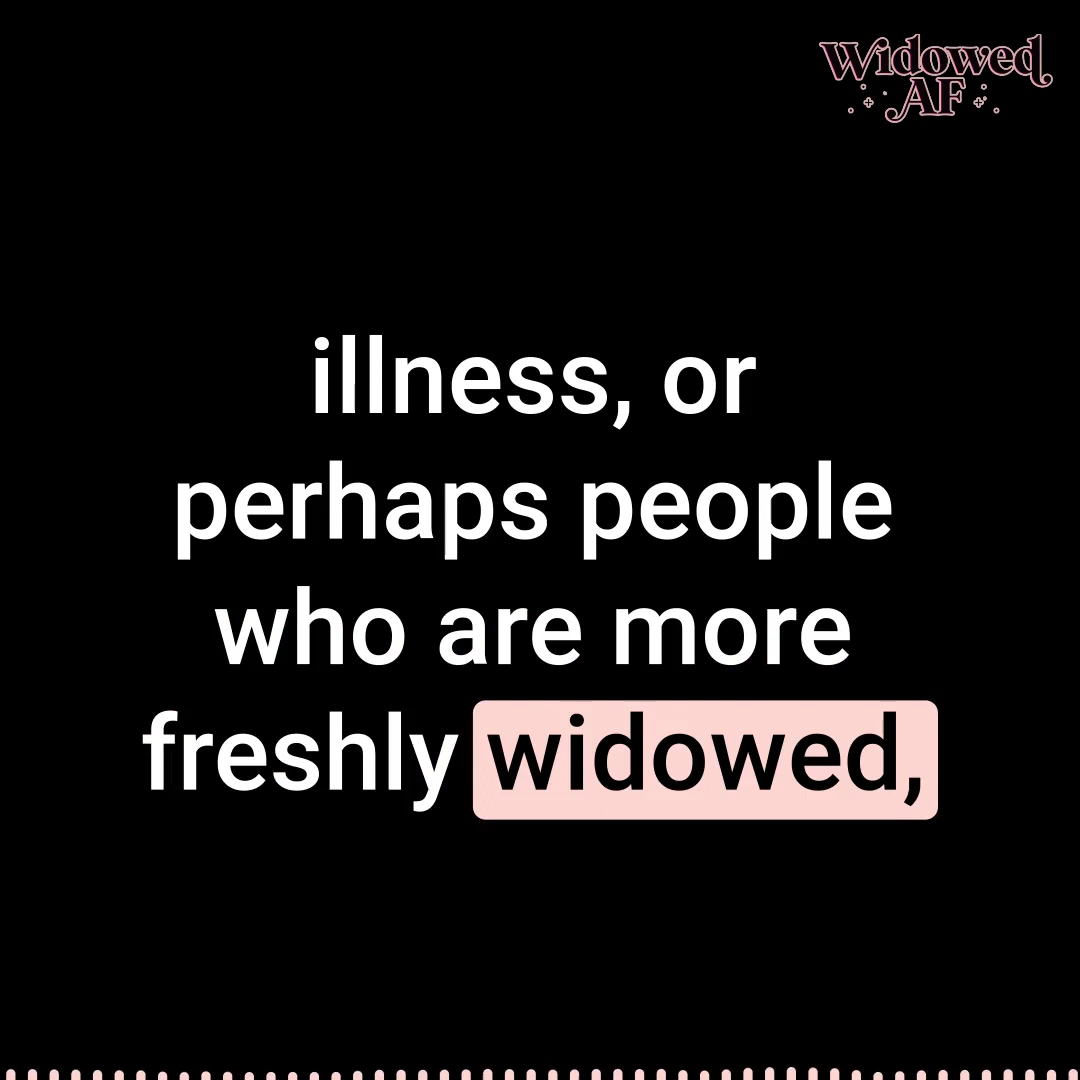 Widowed
AF
illness, or
perhaps people
who are more
freshly widowed,